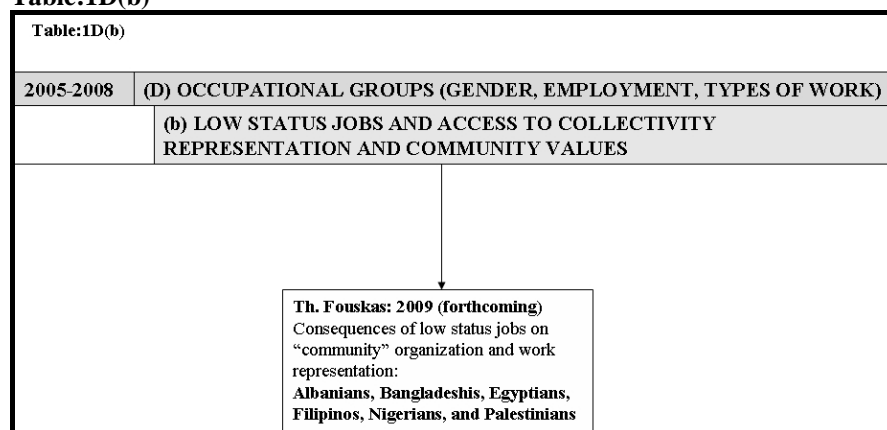 Table:1D(b)
Table:1D(b)
2005-2008 (D) OCCUPATIONAL GROUPS (GENDER, EMPLOYMENT, TYPES OF WORK)
(b) LOW STATUS JOBS AND ACCESS TO COLLECTIVITY
REPRESENTATION AND COMMUNITY VALUES
Th. Fouskas: 2009 (forthcoming)
Consequences of low status jobs on
“community” organization and work
representation:
Albanians, Bangladeshis, Egyptians,
Filipinos, Nigerians, and Palestinians